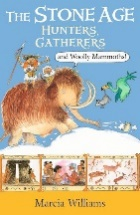 THE STONE AGE
HUNTERS,
GATHERERS
and Woolly Mammoths!
Marcia Williams